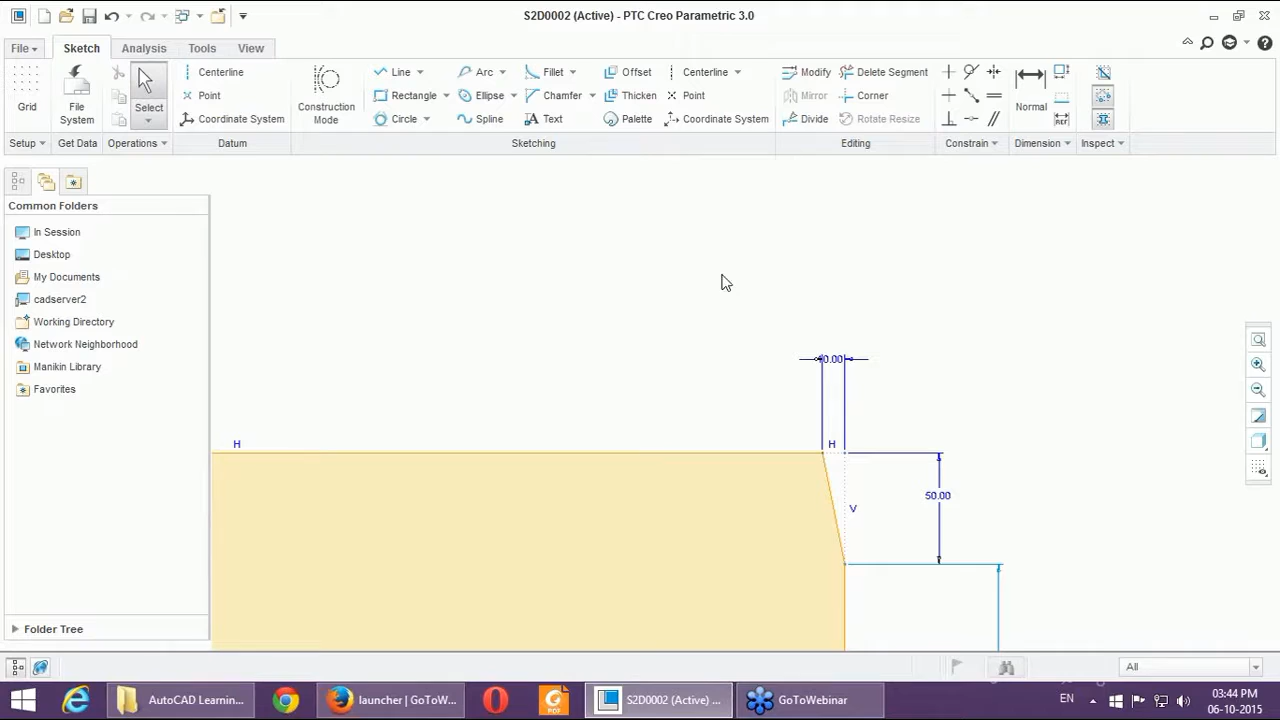 S2D0002 (Active) - PTC Creo Parametric 3.0
File Sketch Analysis Tools View
Grid
File System
Select
Centerline
Point
Coordinate System
Construction Mode
Line Arc Fillet Offset Centerline
Rectangle Ellipse Chamfer Thicken Point
Circle Spline Text Palette Coordinate System
Modify Delete Segment
Mirror Corner
Divide Rotate Resize
Normal
Setup Get Data Operations Datum Sketching Editing Constrain Dimension Inspect
Common Folders
In Session
Desktop
My Documents
cadserver2
Working Directory
Network Neighborhood
Manikin Library
Favorites
Folder Tree
H
H
50.00
V
All
AutoCAD Learnin...
launcher | GoToW...
S2D0002 (Active) ...
GoToWebinar
EN
03:44 PM
06-10-2015